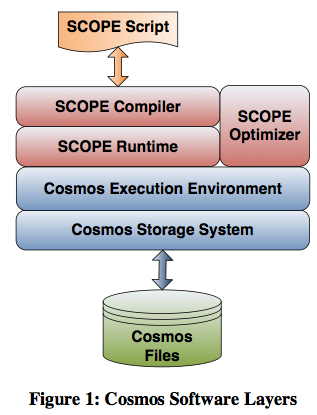 SCOPE Script
SCOPE Compiler
SCOPE
Optimizer
SCOPE Runtime
Cosmos Execution Environment
Cosmos Storage System
Cosmos
Files
Figure 1: Cosmos Software Layers